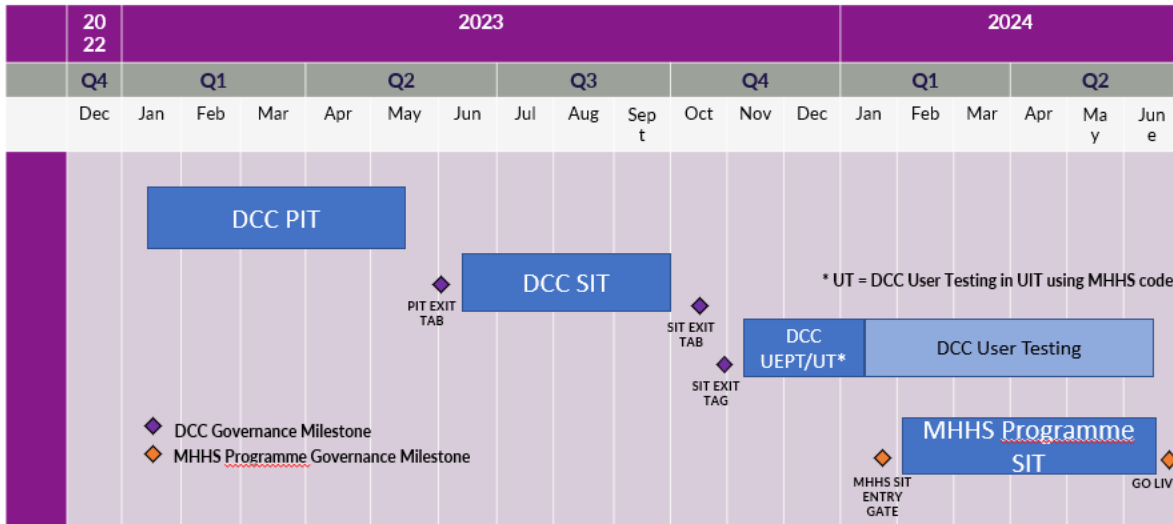 20
22
2023
2024
Q4
Q1
Q2
Q3
Q4
Q1
Q2
Dec
Jan
Feb
Mar
Apr
May
Jun
Jul
Aug
Sep
t
Oct
Nov
Dec
Jan
Feb
Mar
Apr
Ma
y
Jun
e
DCC PIT
PIT EXIT
TAB
DCC SIT
* UT = DCC User Testing in UIT using MHHS code
SIT EXIT
TAB
DCC
UEPT/UT*
DCC User Testing
SIT EXIT
TAG
DCC Governance Milestone
MHHS Programme Governance Milestone
MHHS Programme
SIT
MHHS SIT
ENTRY
GATE
GO LIV